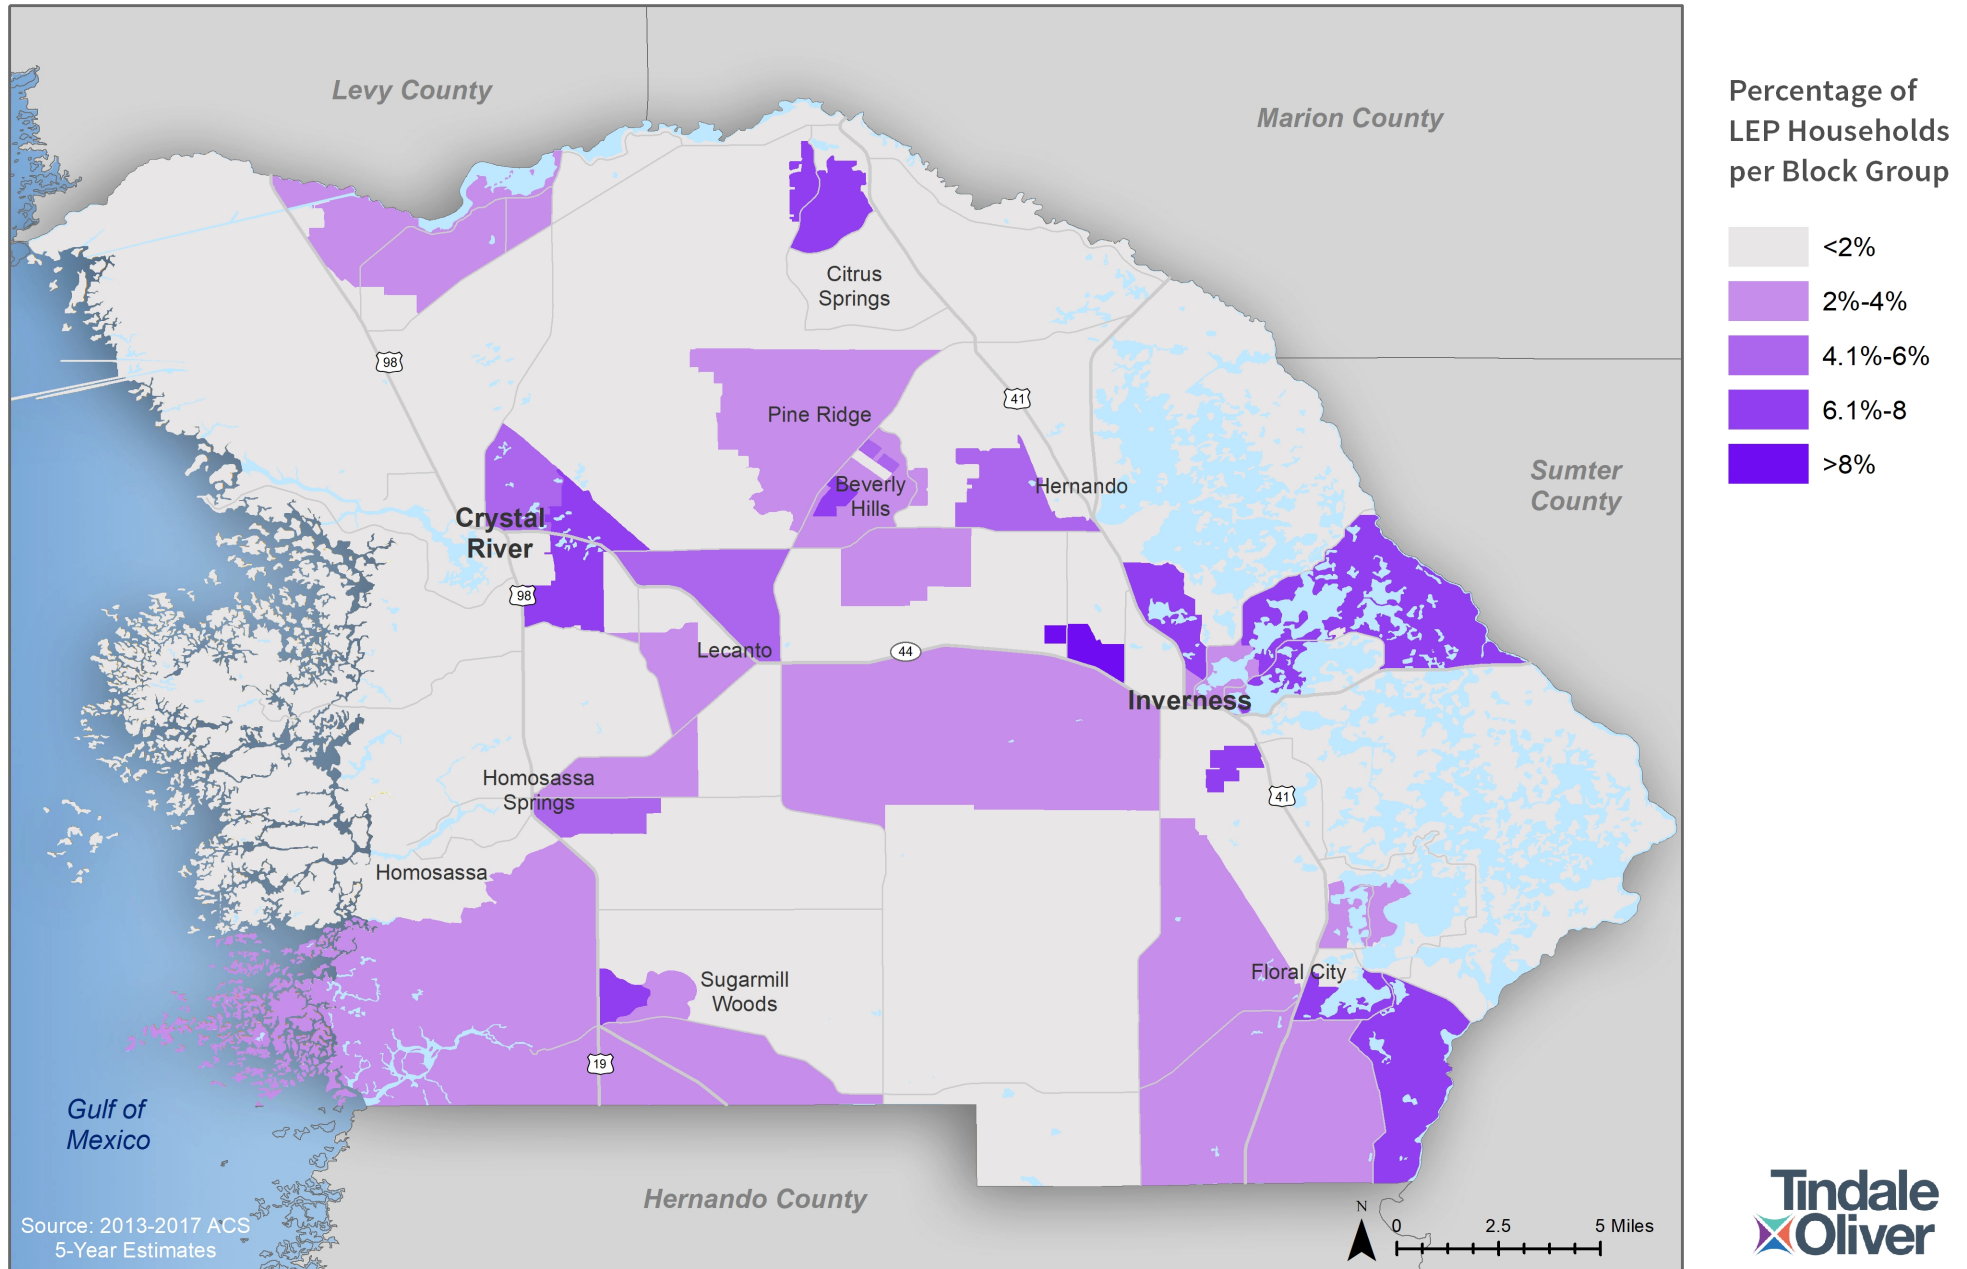 Levy County
Marion County
Percentage of
LEP Households
per Block Group
<2%
2%-4%
4.1%-6%
6.1%-8
>8%
Citrus
Springs
98
41
Pine Ridge
Beverly
Hills
Hernando
Sumter
County
Crystal
River
98
Lecanto
44
Inverness
Homosassa
Springs
41
Homosassa
Floral City
Sugarmill
Woods
19
Gulf of
Mexico
Hernando County
Source: 2013-2017 ACS
5-Year Estimates
N
0 2.5 5 Miles
Tindale
Oliver